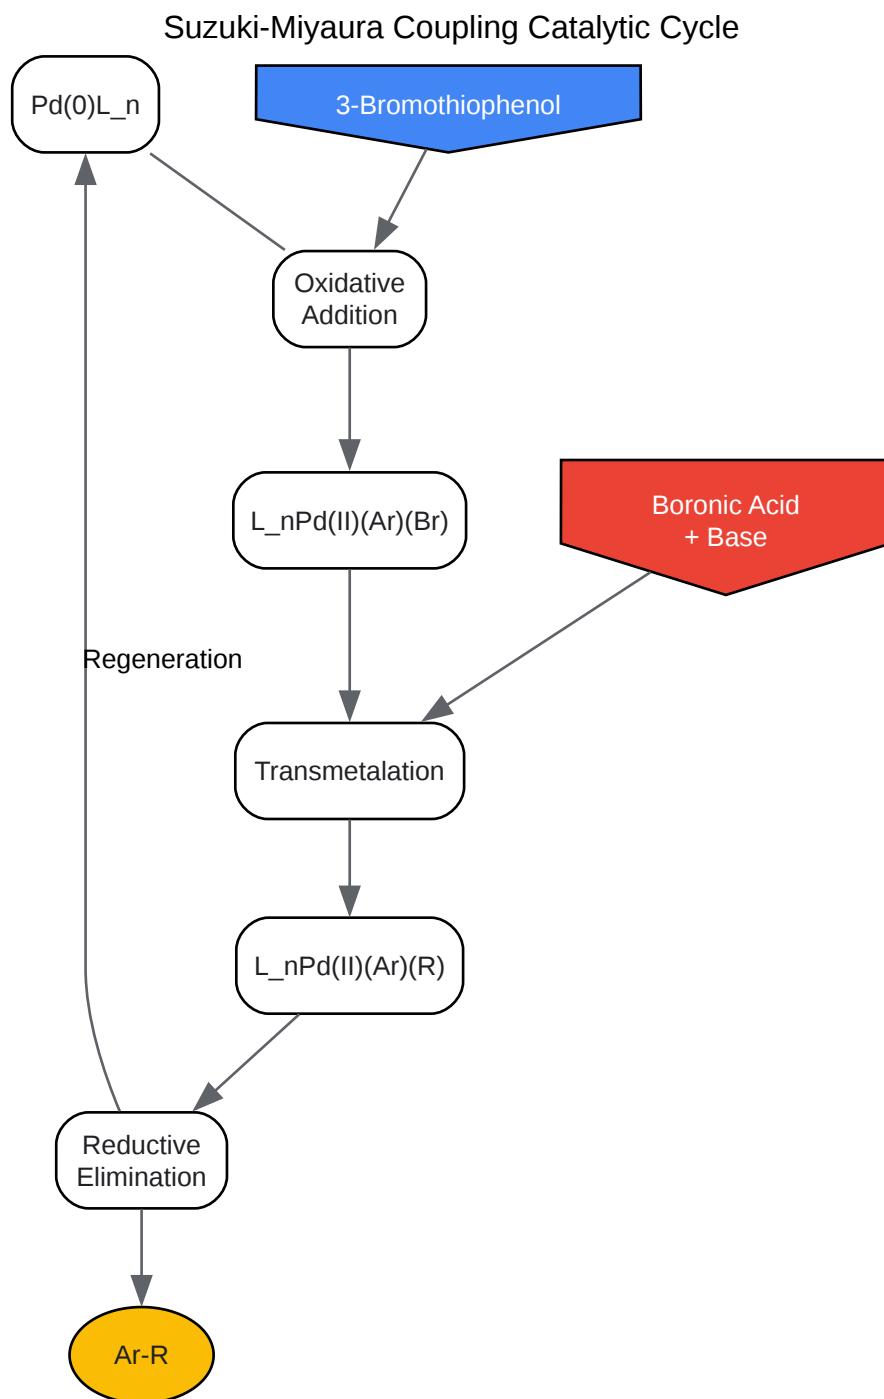 Suzuki-Miyaura Coupling Catalytic Cycle
Pd(0)L_n
3-Bromothiophenol
Oxidative
Addition
L_nPd(II)(Ar)(Br)
Boronic Acid
+ Base
Regeneration
Transmetalation
L_nPd(II)(Ar)(R)
Reductive
Elimination
Ar-R